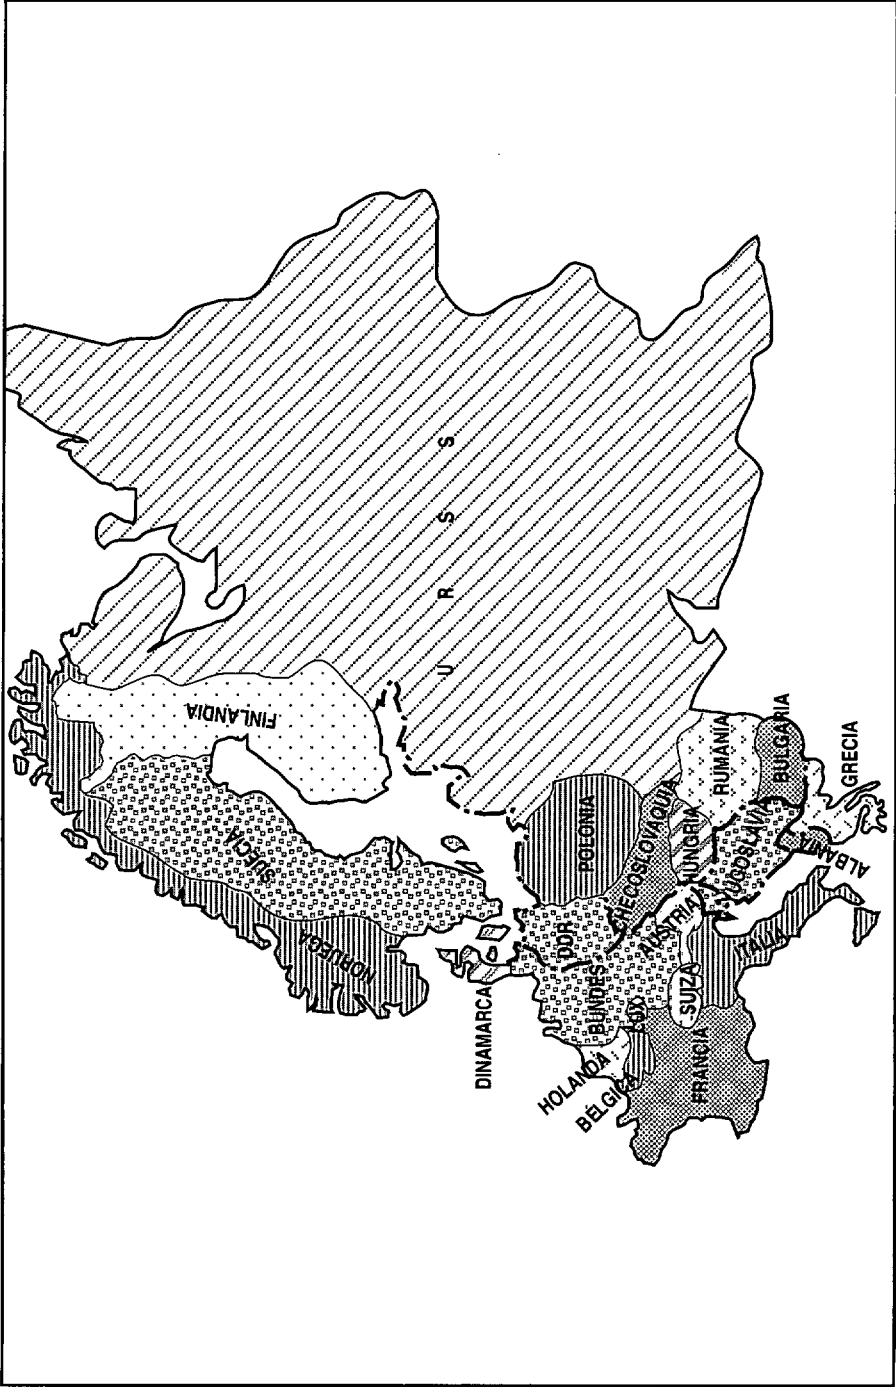 NORUEGA
SUECIA
FINLANDIA
U R S S
DINAMARCA
HOLANDA
BÉLGICA
LUX.
BUNDES
DDR
POLONIA
CHECOSLOVAQUIA
AUSTRIA
HUNGRIA
SUIZA
FRANCIA
ITALIA
YUGOSLAVIA
RUMANIA
BULGARIA
ALBANIA
GRECIA